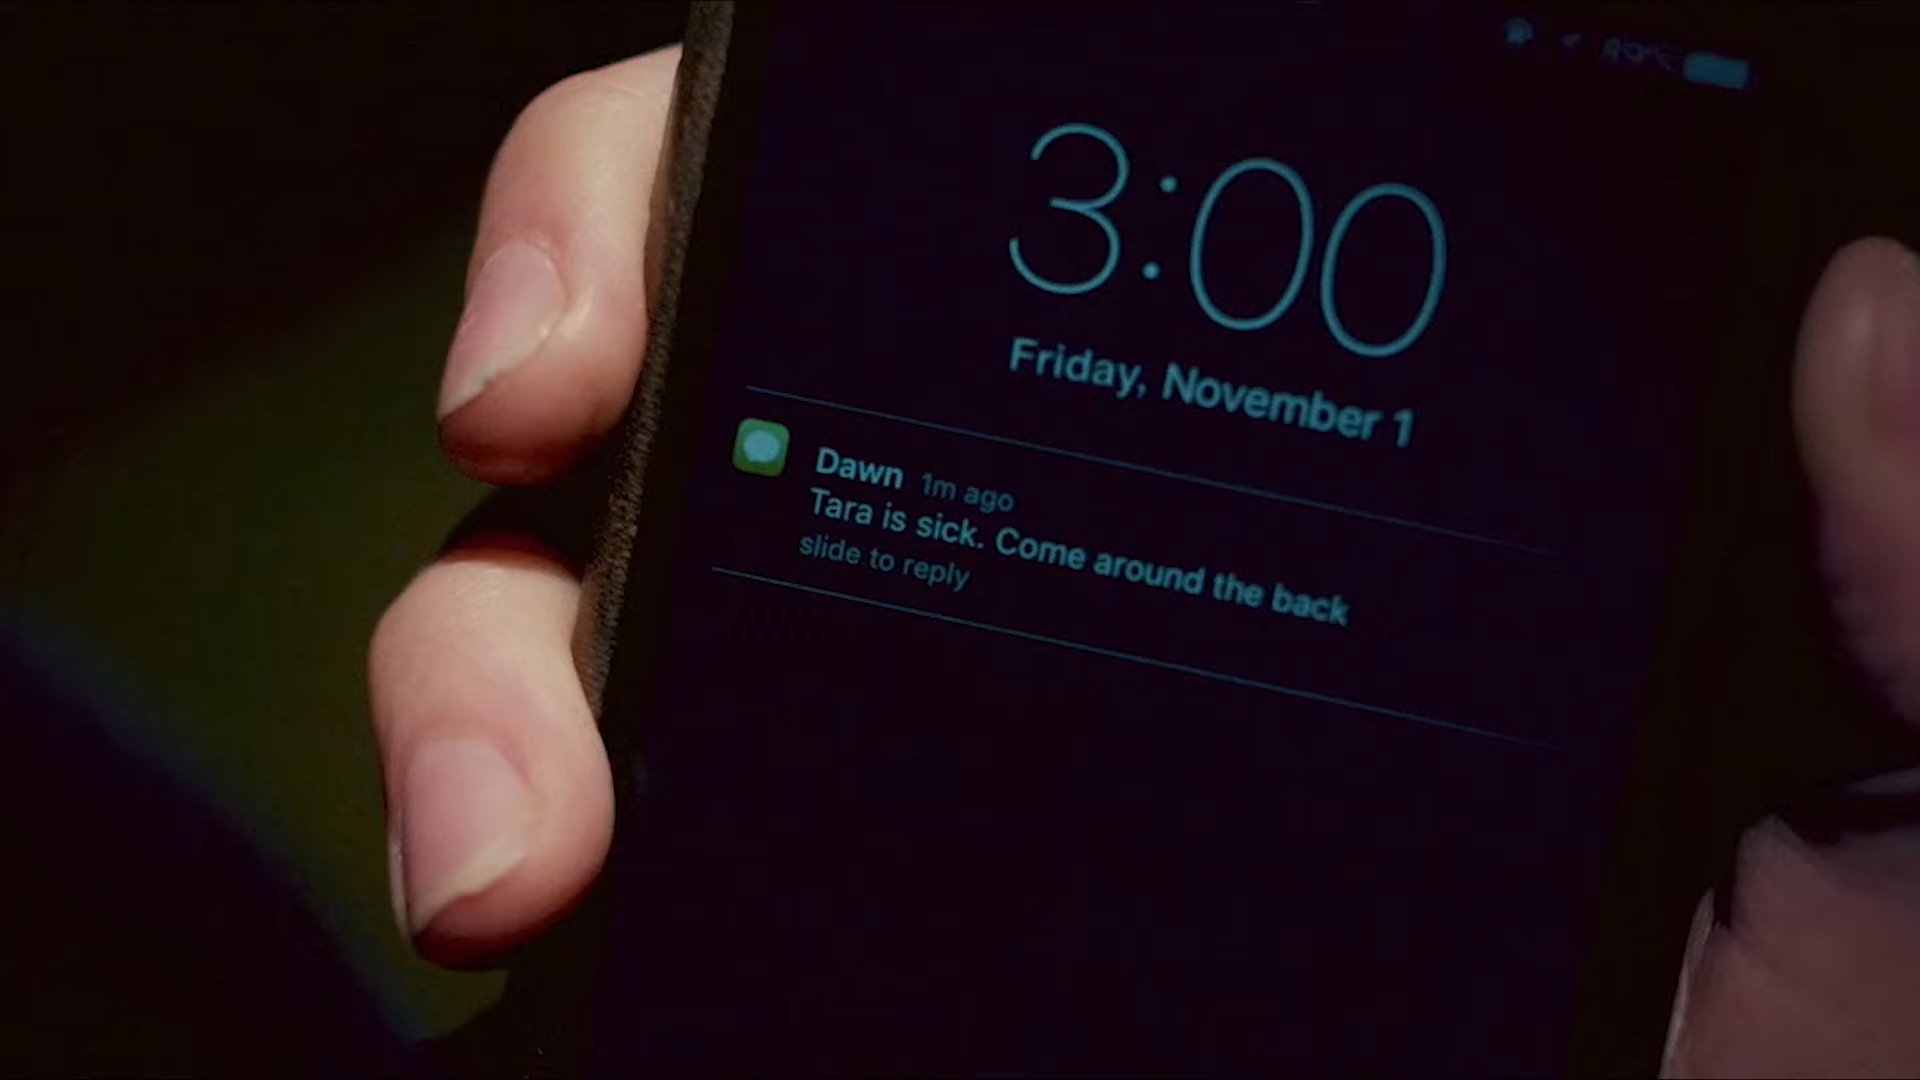 3:00
Friday, November 1
Dawn 1m ago
Tara is sick. Come around the back
slide to reply